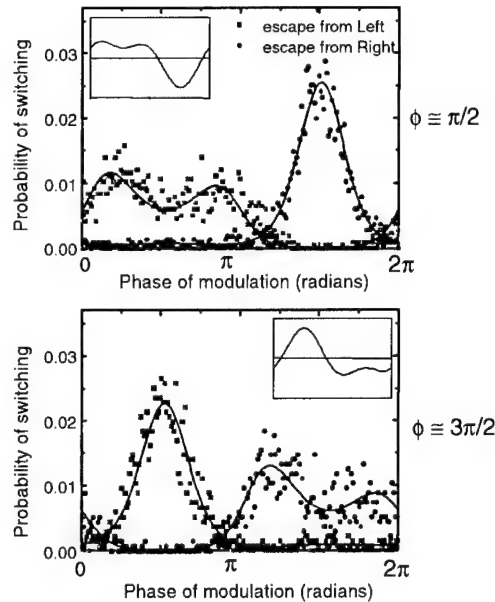 ■ escape from Left
● escape from Right
0.03
0.02
0.01
0.00
Probability of switching
0 π 2π
Phase of modulation (radians)
ϕ ≅ π/2
0.03
0.02
0.01
0.00
Probability of switching
0 π 2π
Phase of modulation (radians)
ϕ ≅ 3π/2